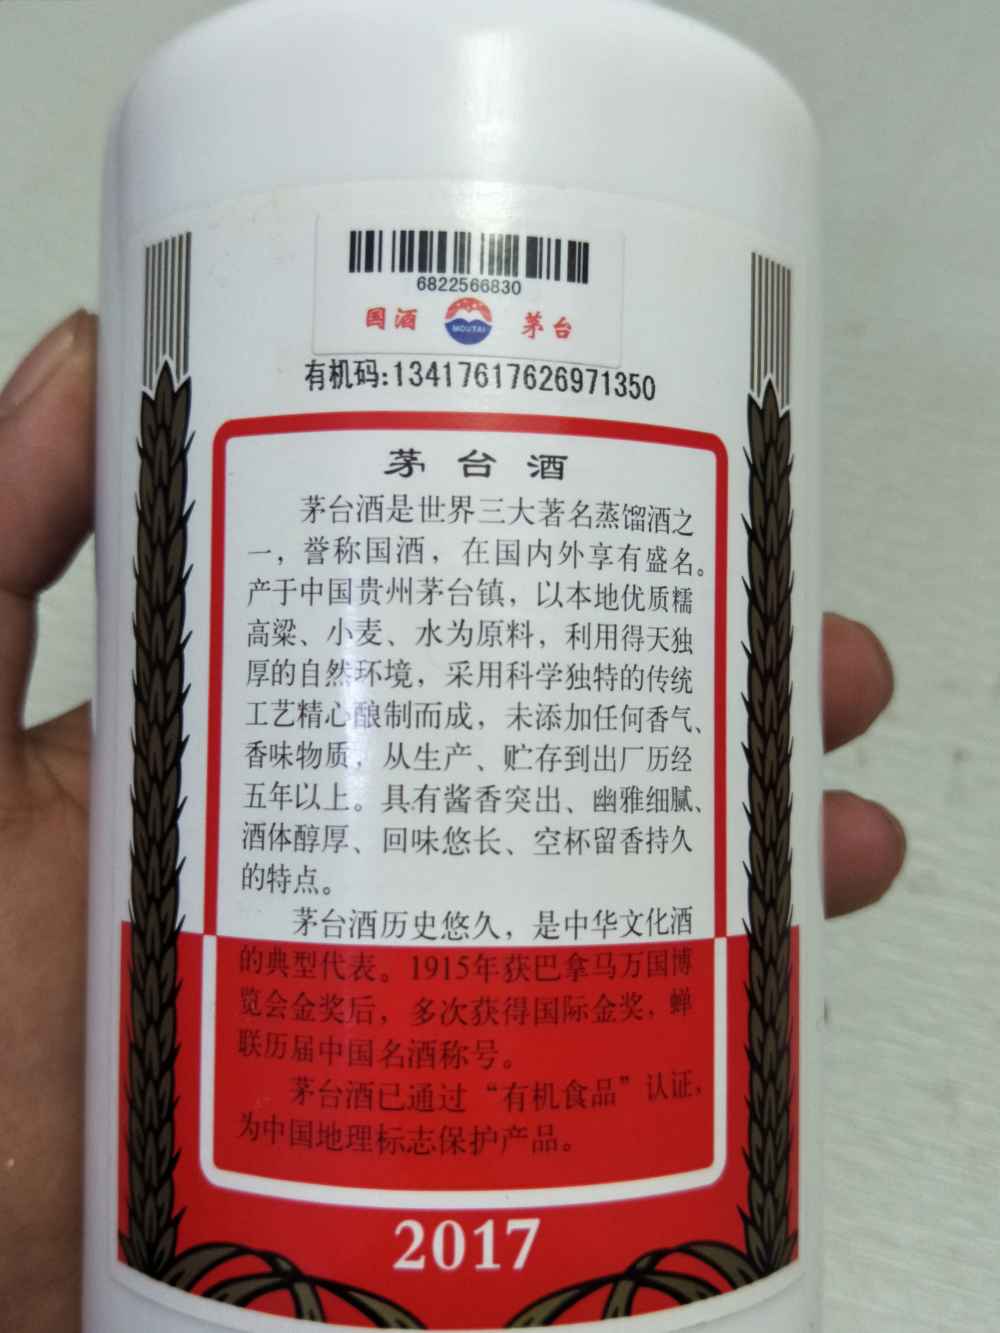 6822566830
国酒 MOUTAI 茅台
有机码:13417617626971350
茅台酒
茅台酒是世界三大著名蒸馏酒之
一，誉称国酒，在国内外享有盛名。
产于中国贵州茅台镇，以本地优质糯
高粱、小麦、水为原料，利用得天独
厚的自然环境，采用科学独特的传统
工艺精心酿制而成，未添加任何香气、
香味物质，从生产、贮存到出厂历经
五年以上。具有酱香突出、幽雅细腻、
酒体醇厚、回味悠长、空杯留香持久
的特点。
茅台酒历史悠久，是中华文化酒
的典型代表。1915年获巴拿马万国博
览会金奖后，多次获得国际金奖，蝉
联历届中国名酒称号。
茅台酒已通过“有机食品”认证，
为中国地理标志保护产品。
2017